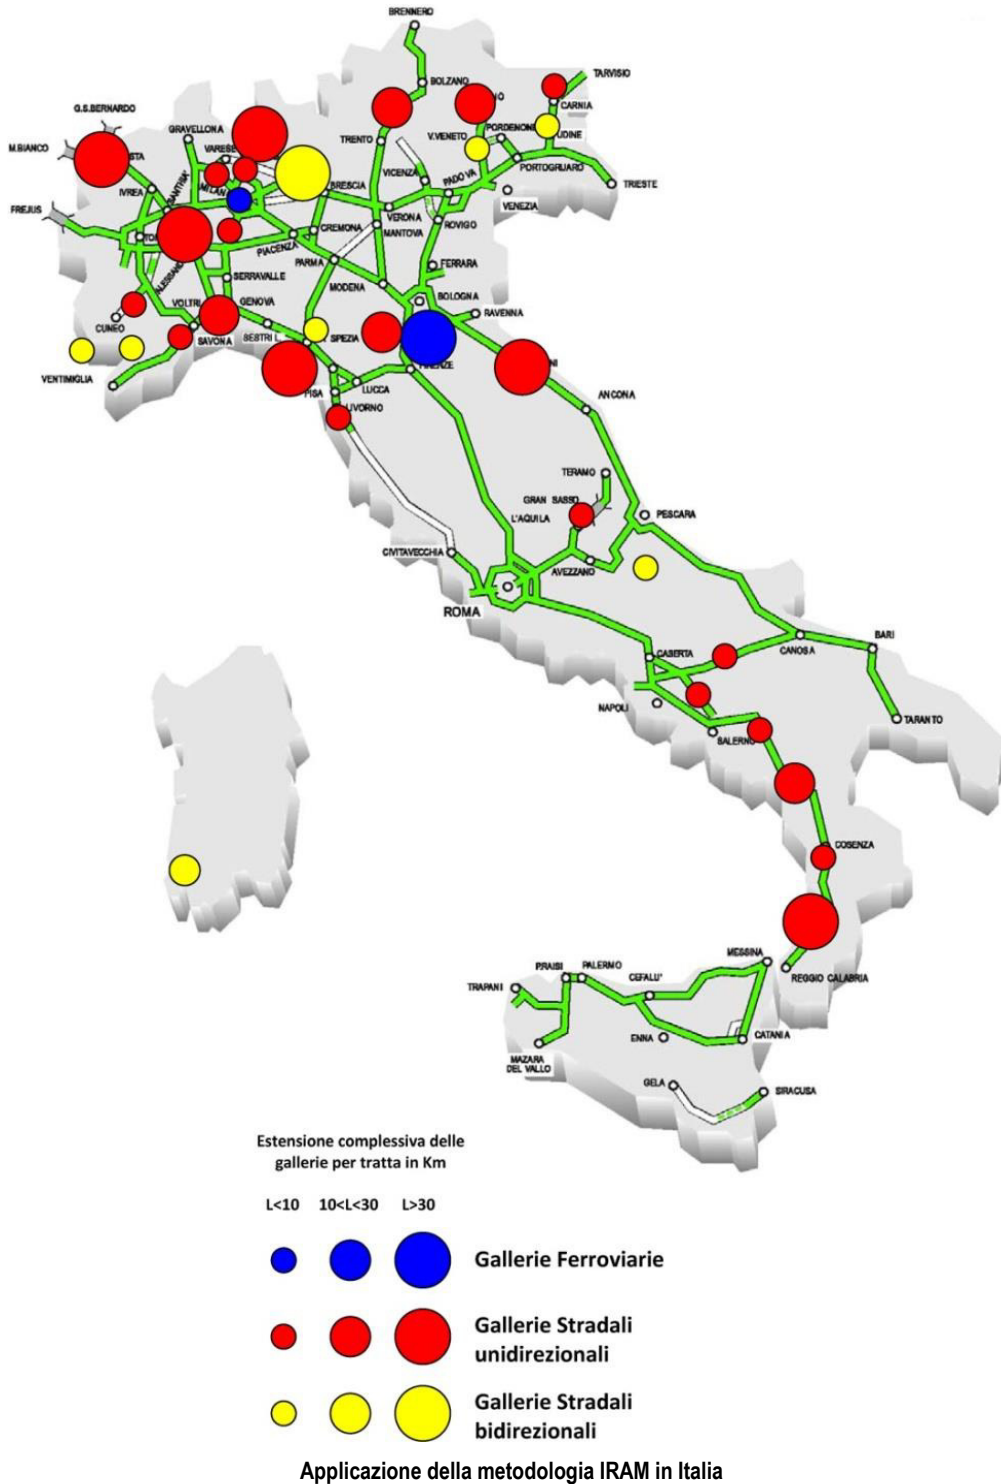 BRENNERO
BOLZANO
TARVISIO
CARNIA
G.S.BERNARDO
GRAVELLONA
TRENTO
V.VENETO
PORDENONE
UDINE
M.BIANCO
VARESE
PORTOGRUARO
IVREA
SANTHIA'
MILANO
BRESCIA
VICENZA
PADOVA
TRIESTE
VENEZIA
FREJUS
VERONA
CREMONA
MANTOVA
ROVIGO
PIACENZA
PARMA
FERRARA
SERRAVALLE
MODENA
BOLOGNA
VOLTRI
GENOVA
RAVENNA
CUNEO
SAVONA
SESTRI L.
SPEZIA
VENTIMIGLIA
PISA
LUCCA
ANCONA
LIVORNO
TERAMO
GRAN SASSO
L'AQUILA
PESCARA
CIVITAVECCHIA
AVEZZANO
ROMA
CASERTA
CANOSA
BARI
NAPOLI
SALERNO
TARANTO
COSENZA
MESSINA
REGGIO CALABRIA
P.RAISI
PALERMO
CEFALU'
TRAPANI
ENNA
CATANIA
MAZARA
DEL VALLO
GELA
SIRACUSA
Estensione complessiva delle
gallerie per tratta in Km
L<10 10<L<30 L>30
Gallerie Ferroviarie
Gallerie Stradali
unidirezionali
Gallerie Stradali
bidirezionali
Applicazione della metodologia IRAM in Italia